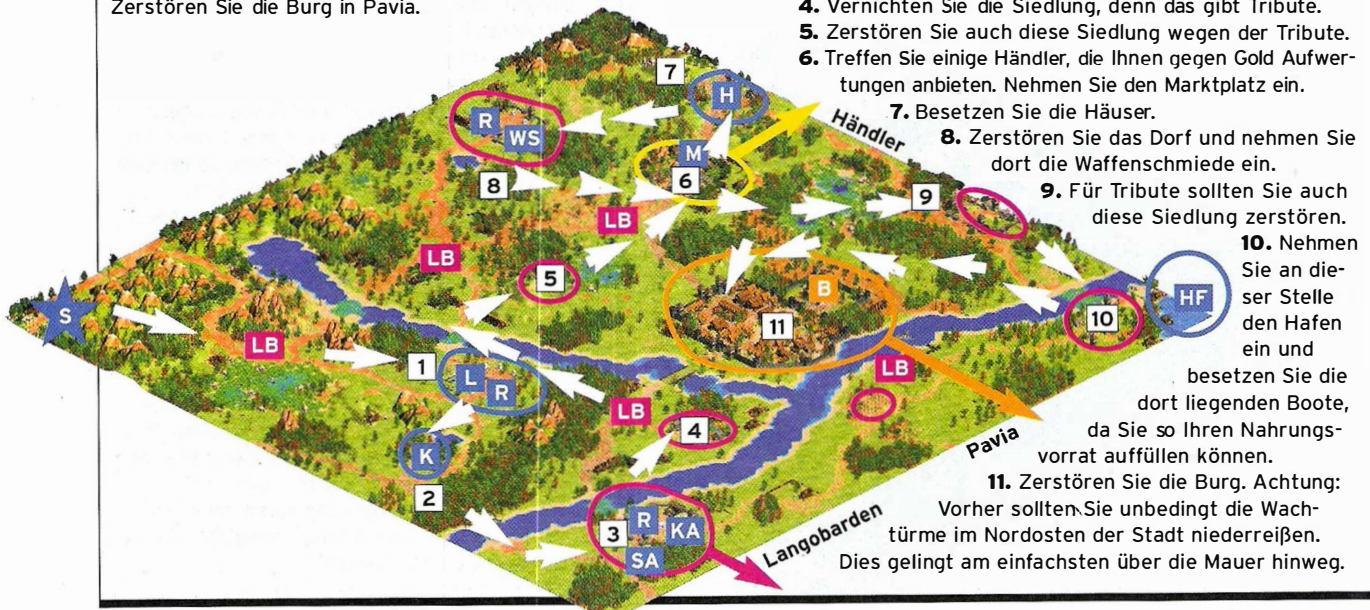 Zerstören Sie die Burg in Pavia.
4. Vernichten Sie die Siedlung, denn das gibt Tribute.
5. Zerstören Sie auch diese Siedlung wegen der Tribute.
6. Treffen Sie einige Händler, die Ihnen gegen Gold Aufwer-
tungen anbieten. Nehmen Sie den Marktplatz ein.
7. Besetzen Sie die Häuser.
8. Zerstören Sie das Dorf und nehmen Sie
dort die Waffenschmiede ein.
9. Für Tribute sollten Sie auch
diese Siedlung zerstören.
10. Nehmen
Sie an die-
ser Stelle
den Hafen
ein und
besetzen Sie die
dort liegenden Boote,
da Sie so Ihren Nahrungs-
vorrat auffüllen können.
11. Zerstören Sie die Burg. Achtung:
Vorher sollten Sie unbedingt die Wach-
türme im Nordosten der Stadt niederreißen.
Dies gelingt am einfachsten über die Mauer hinweg.
7
H
R
WS
Händler
M
6
8
9
LB
LB
5
B
11
HF
10
S
LB
1
L
R
LB
LB
4
Pavia
K
2
3
R
KA
SA
Langobarden